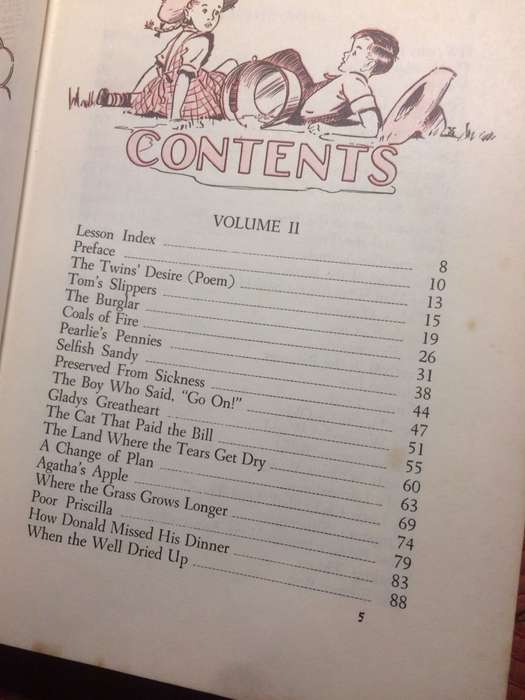 CONTENTS
VOLUME II
Lesson Index 8
Preface 10
The Twins' Desire (Poem) 13
Tom's Slippers 15
The Burglar 19
Coals of Fire 26
Pearlie's Pennies 31
Selfish Sandy 38
Preserved From Sickness 44
The Boy Who Said, "Go On!" 47
Gladys Greatheart 51
The Cat That Paid the Bill 55
The Land Where the Tears Get Dry 60
A Change of Plan 63
Agatha's Apple 69
Where the Grass Grows Longer 74
Poor Priscilla 79
How Donald Missed His Dinner 83
When the Well Dried Up 88
5